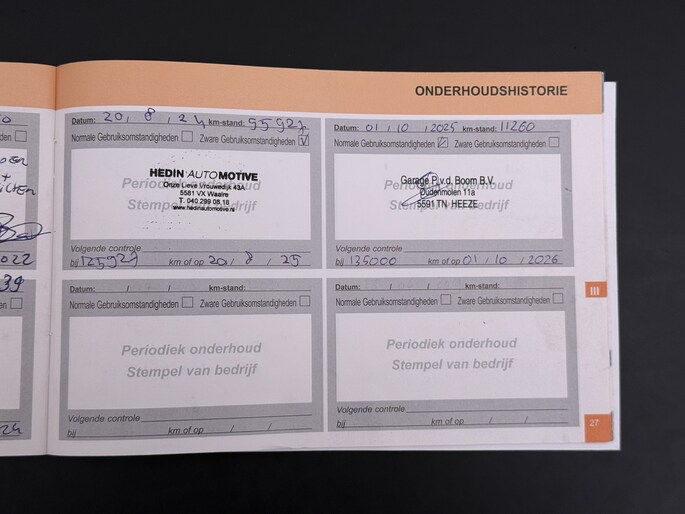 ONDERHOUDSHISTORIE
Datum: 20 / 8 / 24 km-stand: 95927
Normale Gebruiksomstandigheden Zware Gebruiksomstandigheden V
HEDIN AUTOMOTIVE
Onze Lieve Vrouwedijk 43A
5581 VX Waalre
T. 040 299 08 18
www.hedinautomotive.nl
Periodiek onderhoud
Stempel van bedrijf
Volgende controle
bij 125927 km of op 20 / 8 / 25
Datum: 01 / 10 / 2025 km-stand: 11260
Normale Gebruiksomstandigheden Zware Gebruiksomstandigheden
Garage P. v.d. Boom B.V.
Oudenmolen 11a
5591 TN HEEZE
Periodiek onderhoud
Stempel van bedrijf
Volgende controle
bij 135000 km of op 01 / 10 / 2026
Datum: / / km-stand:
Normale Gebruiksomstandigheden Zware Gebruiksomstandigheden
Periodiek onderhoud
Stempel van bedrijf
Volgende controle
bij km of op / /
Datum: / / km-stand:
Normale Gebruiksomstandigheden Zware Gebruiksomstandigheden
Periodiek onderhoud
Stempel van bedrijf
Volgende controle
bij km of op / /
III
27